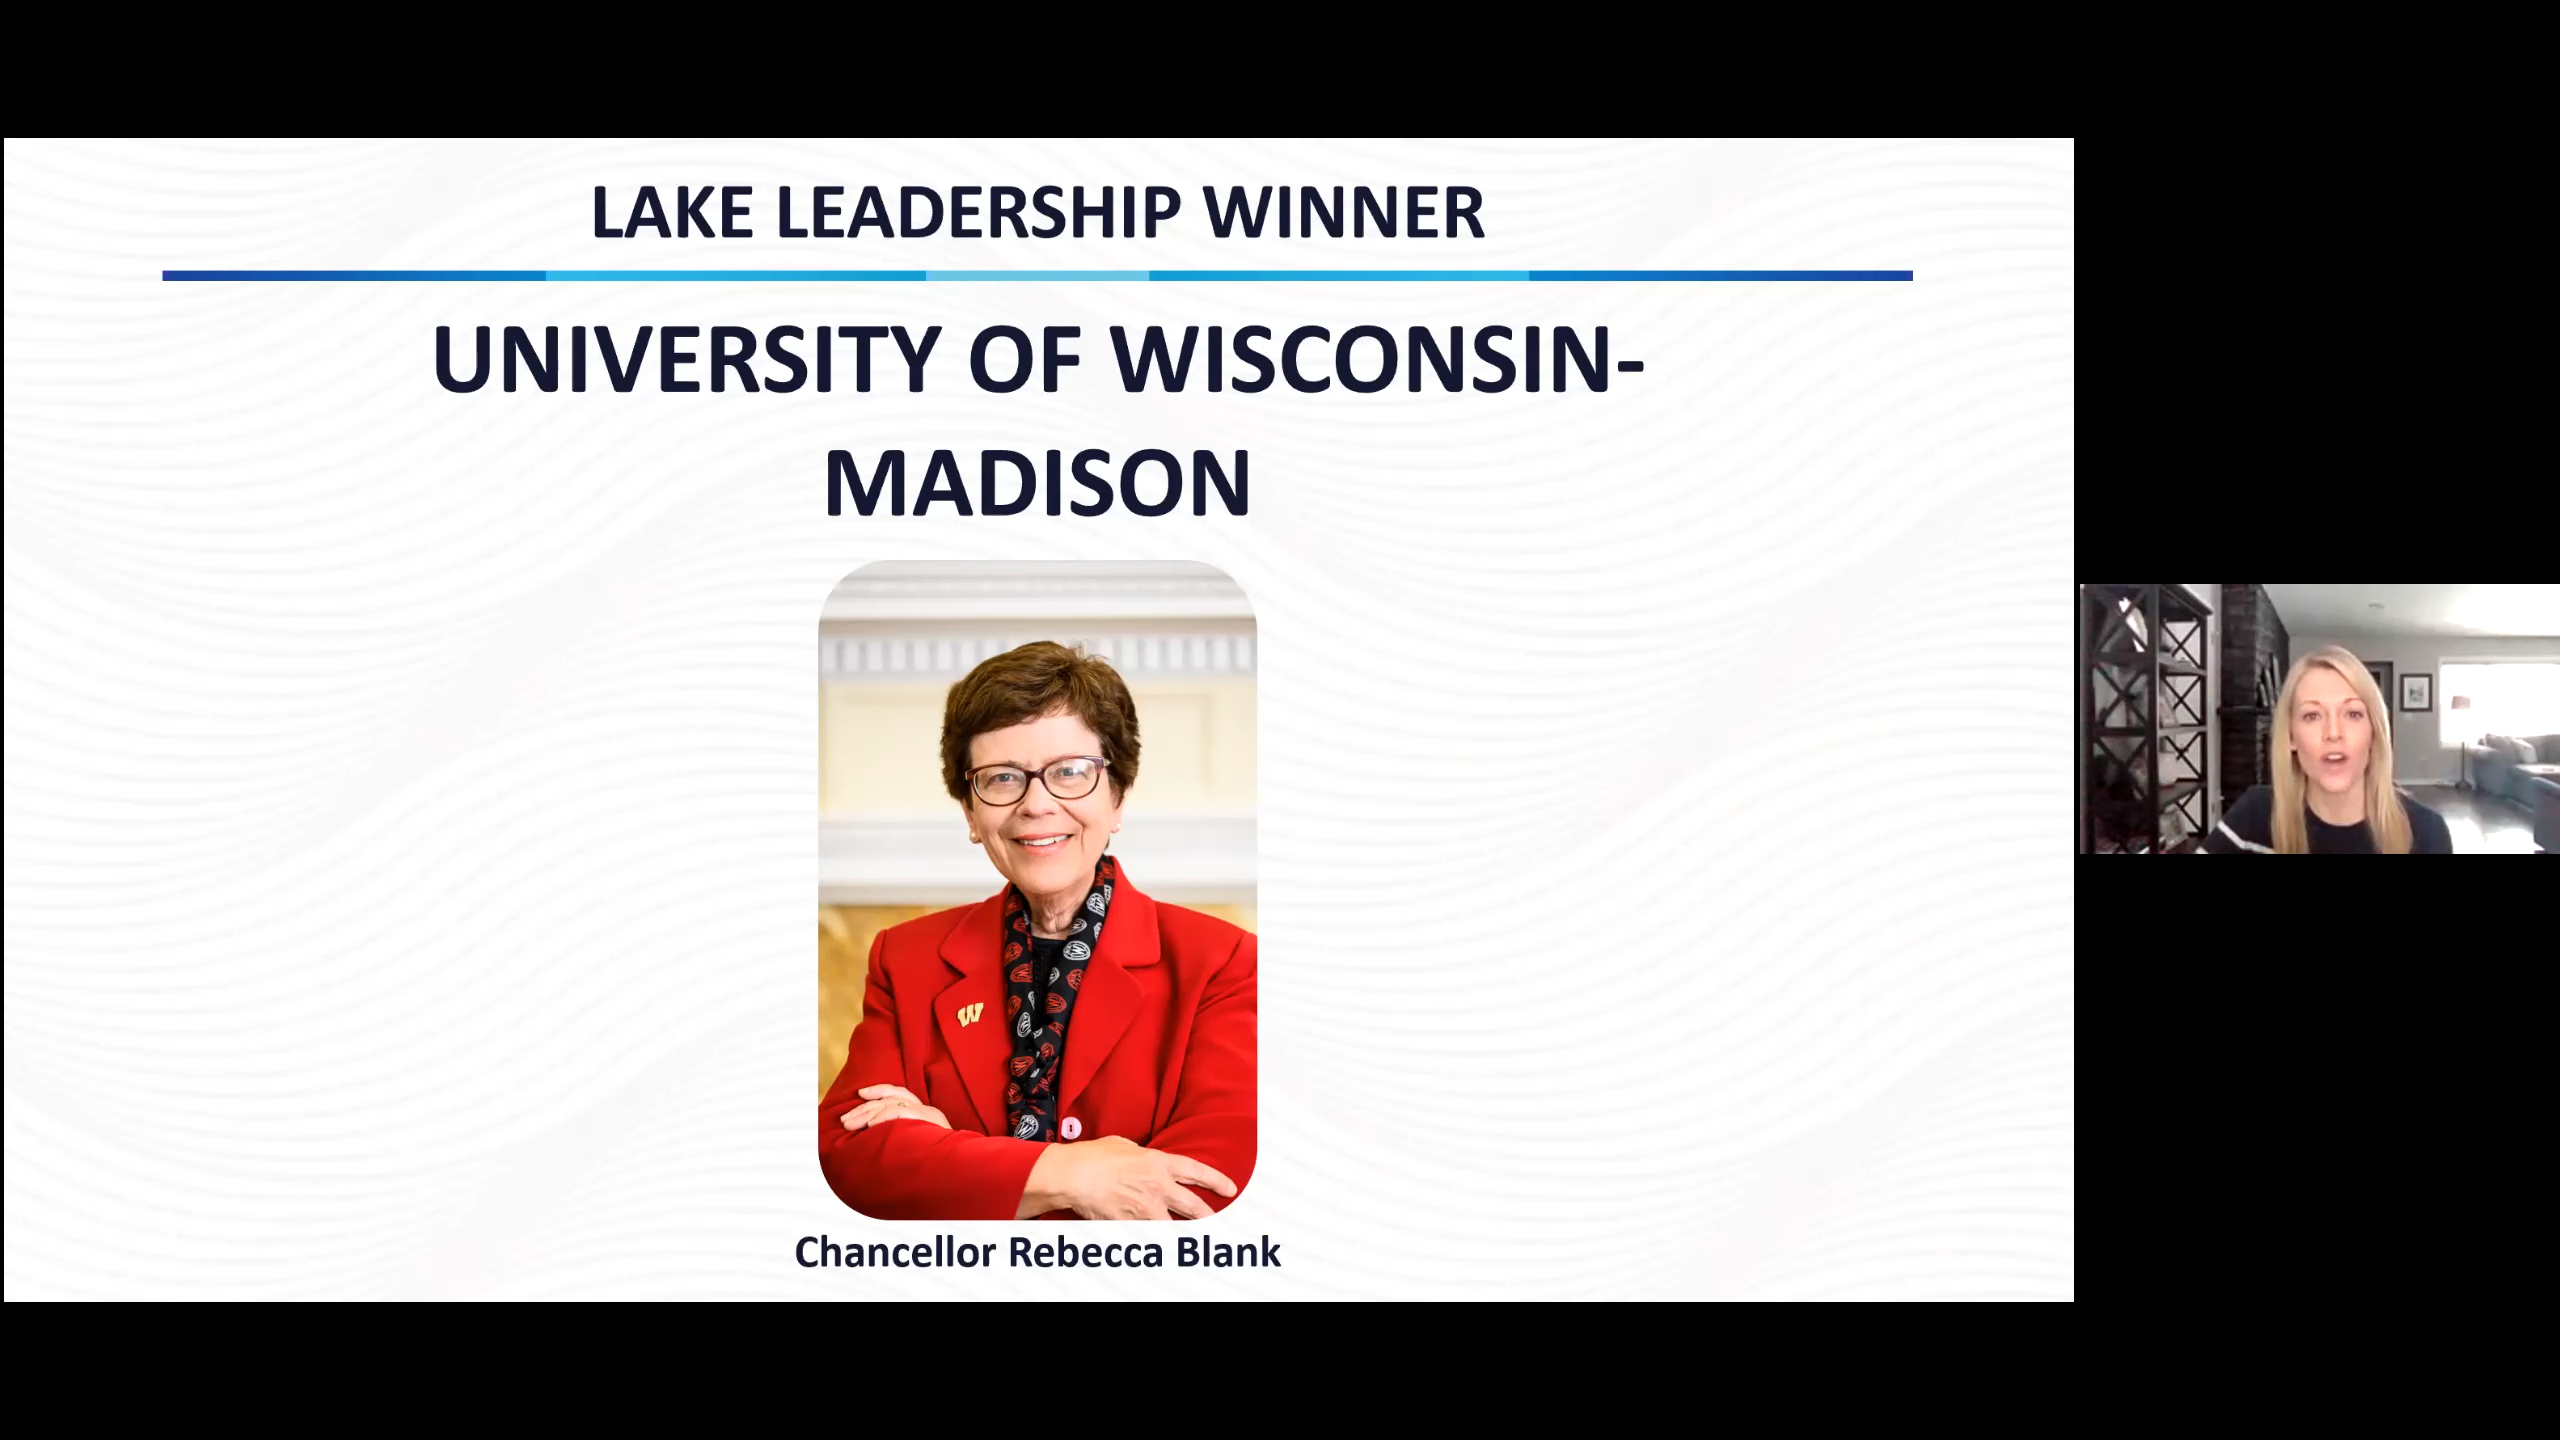 LAKE LEADERSHIP WINNER
UNIVERSITY OF WISCONSIN-
MADISON
W
Chancellor Rebecca Blank